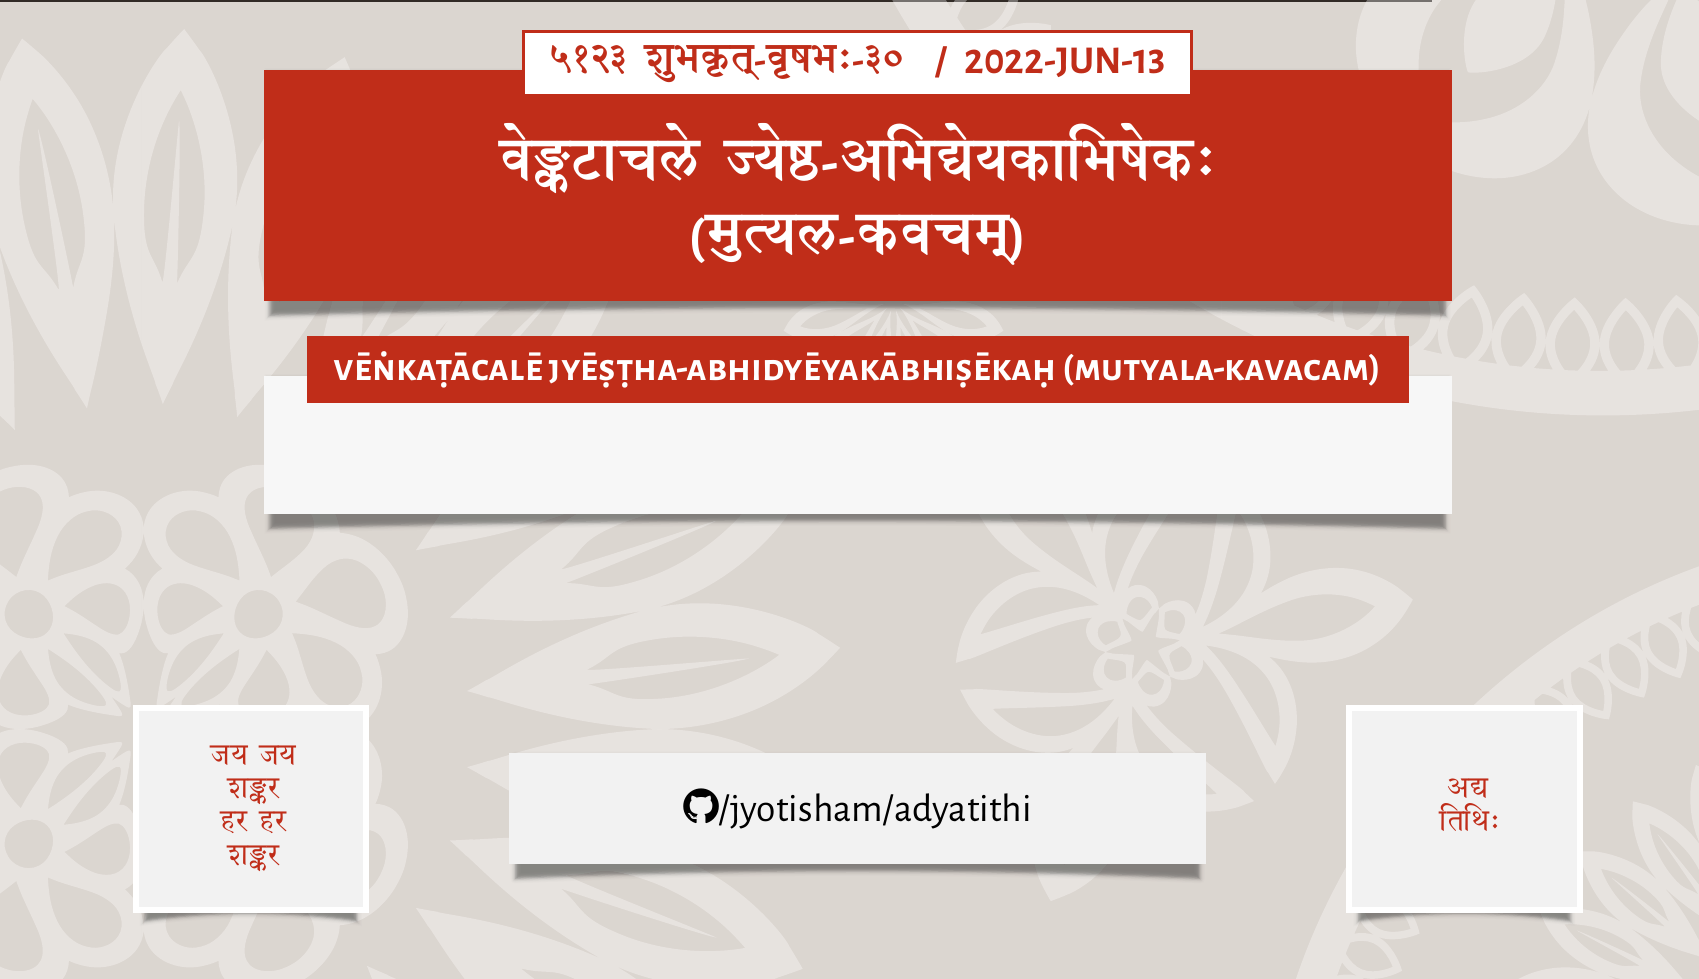 ५१२३ शुभकृत्-वृषभः-३० / 2022-JUN-13
वेङ्कटाचले ज्येष्ठ-अभिद्येयकाभिषेकः
(मुत्यल-कवचम्)
VĒṄKAṬĀCALĒ JYĒṢṬHA-ABHIDYĒYAKĀBHIṢĒKAḤ (MUTYALA-KAVACAM)
जय जय
शङ्कर
हर हर
शङ्कर
/jyotisham/adyatithi
अद्य
तिथिः